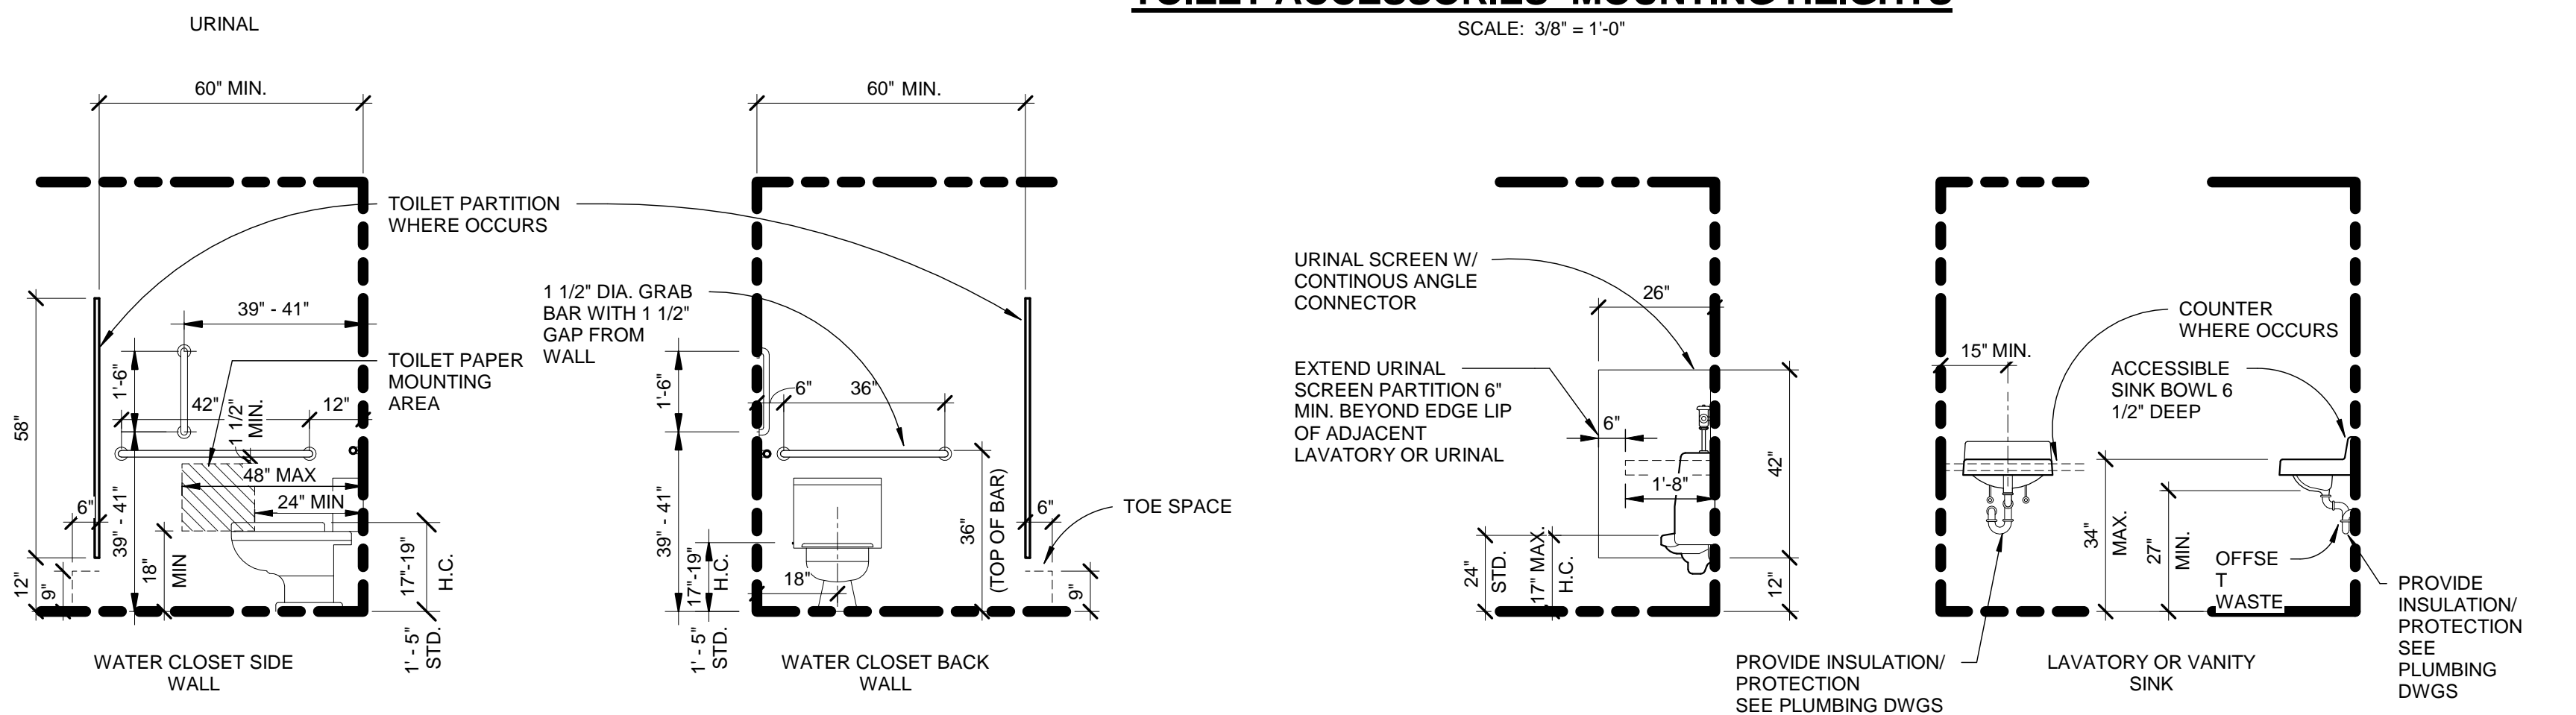 TOILET ACCESSORIES MOUNTING HEIGHTS
SCALE: 3/8" = 1'-0"
URINAL
60" MIN.
TOILET PARTITION
WHERE OCCURS
39" - 41"
TOILET PAPER
MOUNTING
AREA
1'-6"
42"
12"
1 1/2"
MIN.
58"
48" MAX
24" MIN
6"
39" - 41"
18"
MIN
12"
9"
17"-19"
H.C.
1' - 5"
STD.
WATER CLOSET SIDE
WALL
60" MIN.
1 1/2" DIA. GRAB
BAR WITH 1 1/2"
GAP FROM
WALL
1'-6"
6"
36"
39" - 41"
17"-19"
H.C.
1' - 5"
STD.
18"
36"
(TOP OF BAR)
6"
9"
TOE SPACE
WATER CLOSET BACK
WALL
URINAL SCREEN W/
CONTINOUS ANGLE
CONNECTOR
26"
EXTEND URINAL
SCREEN PARTITION 6"
MIN. BEYOND EDGE LIP
OF ADJACENT
LAVATORY OR URINAL
6"
1'-8"
42"
24"
STD.
17" MAX.
H.C.
12"
15" MIN.
COUNTER
WHERE OCCURS
ACCESSIBLE
SINK BOWL 6
1/2" DEEP
34"
MAX.
27"
MIN.
OFFSE
T
WASTE
PROVIDE INSULATION/
PROTECTION
SEE PLUMBING DWGS
LAVATORY OR VANITY
SINK
PROVIDE
INSULATION/
PROTECTION
SEE
PLUMBING
DWGS